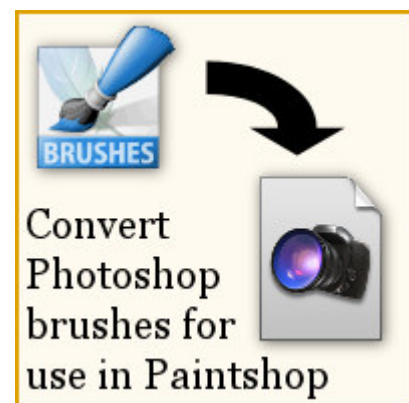 BRUSHES
Convert
Photoshop
brushes for
use in Paintshop